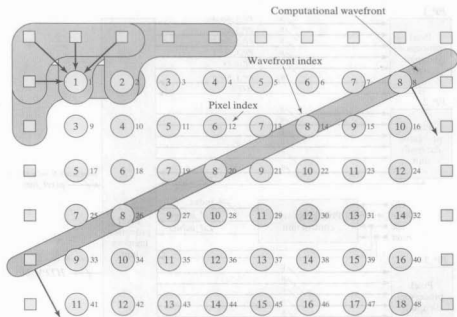 Computational wavefront
Wavefront index
1 2 3 3 4 4 5 5 6 6 7 7 8 8
Pixel index
3 9 4 10 5 11 6 12 7 13 8 14 9 15 10 16
5 17 6 18 7 19 8 20 9 21 10 22 11 23 12 24
7 25 8 26 9 27 10 28 11 29 12 30 13 31 14 32
9 33 10 34 11 35 12 36 13 37 14 38 15 39 16 40
11 41 12 42 13 43 14 44 15 45 16 46 17 47 18 48